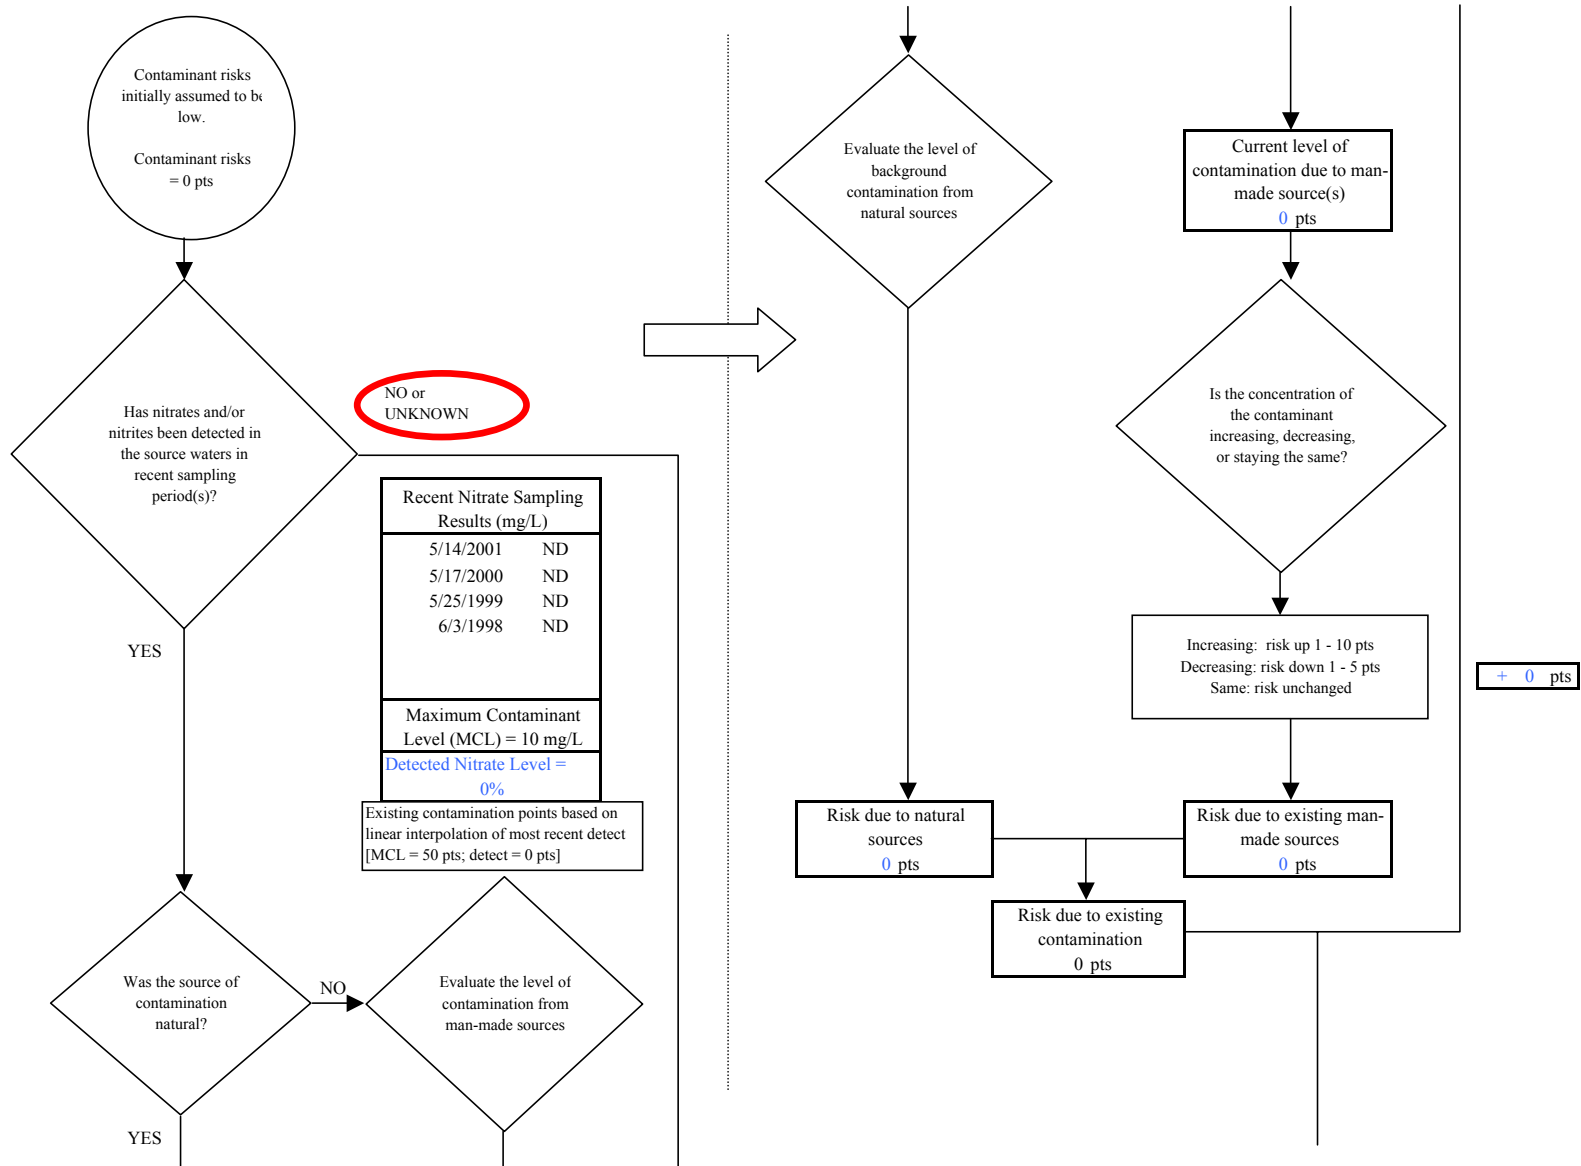 Contaminant risks
initially assumed to be
low.
Contaminant risks
= 0 pts
Has nitrates and/or
nitrites been detected in
the source waters in
recent sampling
period(s)?
NO or
UNKNOWN
YES
Recent Nitrate Sampling
Results (mg/L)
5/14/2001 ND
5/17/2000 ND
5/25/1999 ND
6/3/1998 ND
Maximum Contaminant
Level (MCL) = 10 mg/L
Detected Nitrate Level =
0%
Existing contamination points based on
linear interpolation of most recent detect
[MCL = 50 pts; detect = 0 pts]
Was the source of
contamination
natural?
NO
YES
Evaluate the level of
contamination from
man-made sources
Evaluate the level of
background
contamination from
natural sources
Current level of
contamination due to man-
made source(s)
0 pts
Is the concentration of
the contaminant
increasing, decreasing,
or staying the same?
Increasing: risk up 1 - 10 pts
Decreasing: risk down 1 - 5 pts
Same: risk unchanged
+ 0 pts
Risk due to natural
sources
0 pts
Risk due to existing man-
made sources
0 pts
Risk due to existing
contamination
0 pts